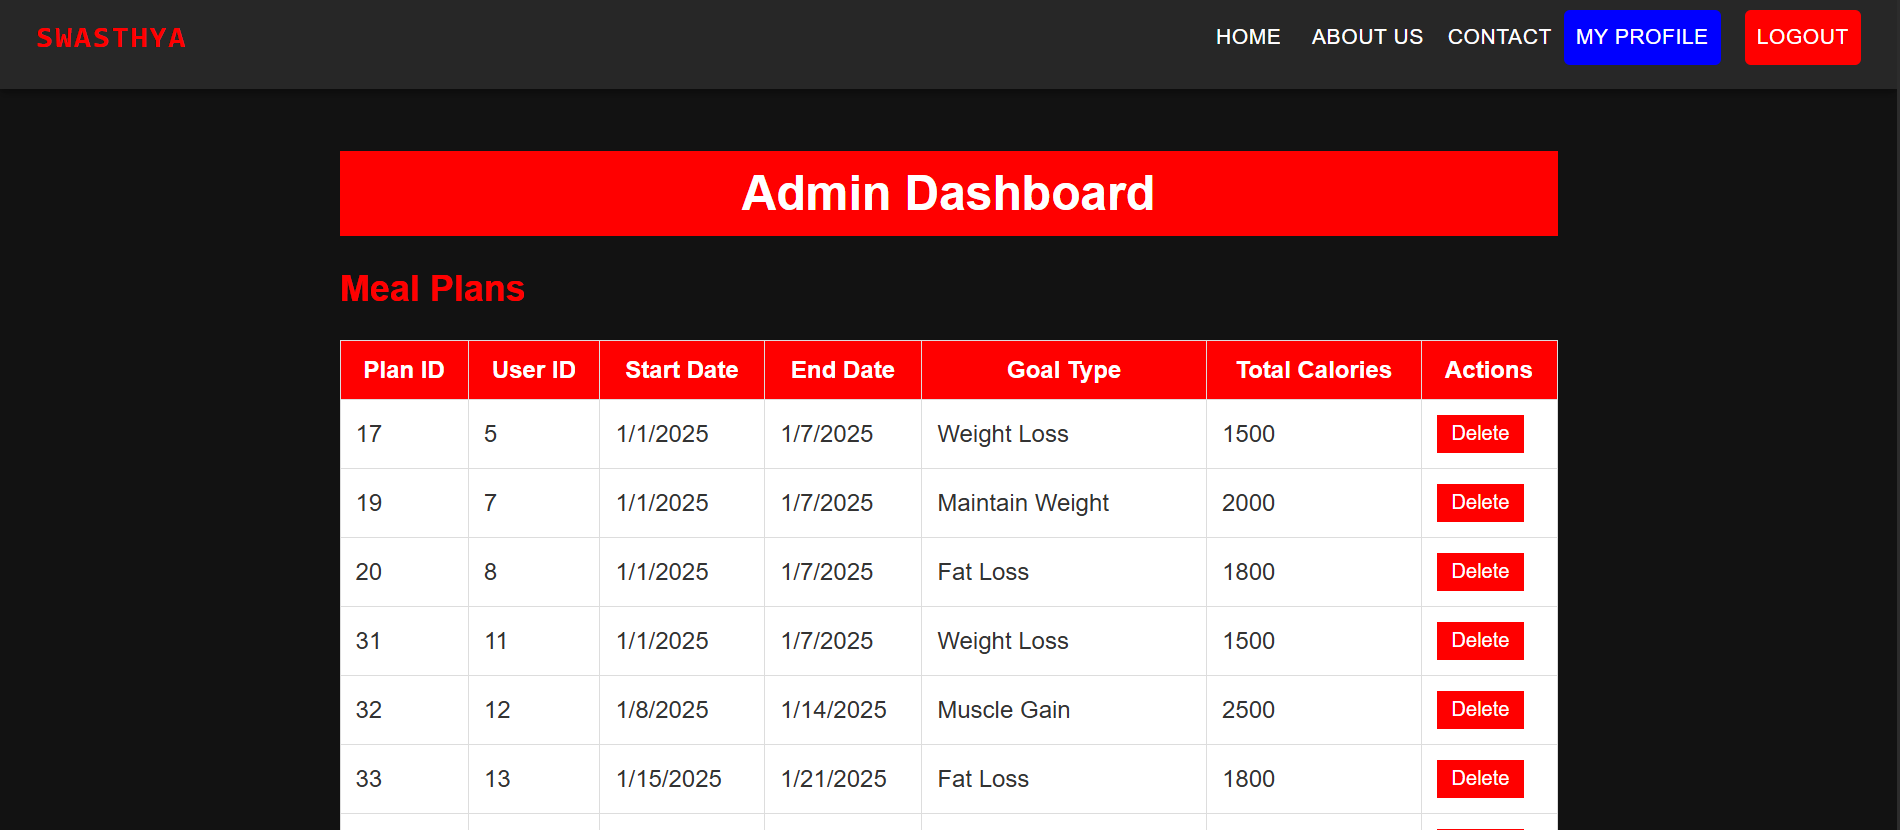 SWASTHYA HOME ABOUT US CONTACT MY PROFILE LOGOUT
Admin Dashboard
Meal Plans
Plan ID User ID Start Date End Date Goal Type Total Calories Actions
17 5 1/1/2025 1/7/2025 Weight Loss 1500 Delete
19 7 1/1/2025 1/7/2025 Maintain Weight 2000 Delete
20 8 1/1/2025 1/7/2025 Fat Loss 1800 Delete
31 11 1/1/2025 1/7/2025 Weight Loss 1500 Delete
32 12 1/8/2025 1/14/2025 Muscle Gain 2500 Delete
33 13 1/15/2025 1/21/2025 Fat Loss 1800 Delete